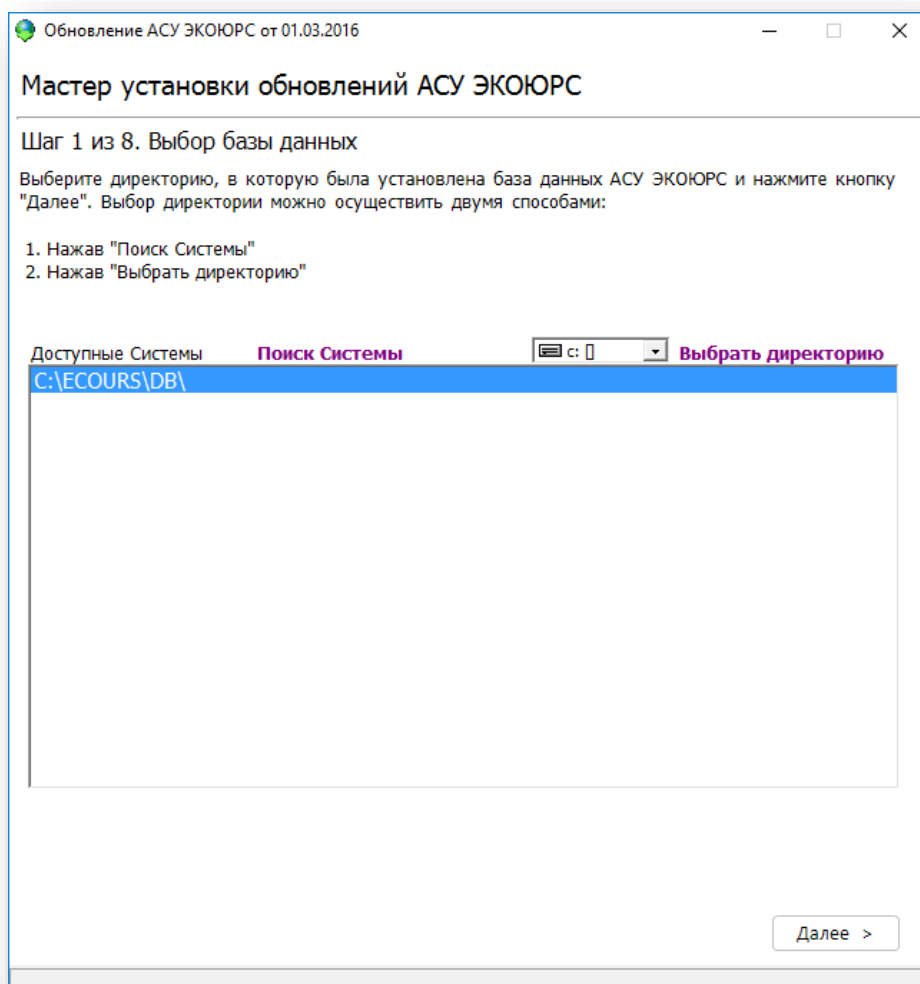 Обновление АСУ ЭКОЮРС от 01.03.2016
Мастер установки обновлений АСУ ЭКОЮРС
Шаг 1 из 8. Выбор базы данных
Выберите директорию, в которую была установлена база данных АСУ ЭКОЮРС и нажмите кнопку
"Далее". Выбор директории можно осуществить двумя способами:
1. Нажав "Поиск Системы"
2. Нажав "Выбрать директорию"
Доступные Системы Поиск Системы c: [] Выбрать директорию
C:\ECOURS\DB\
Далее >